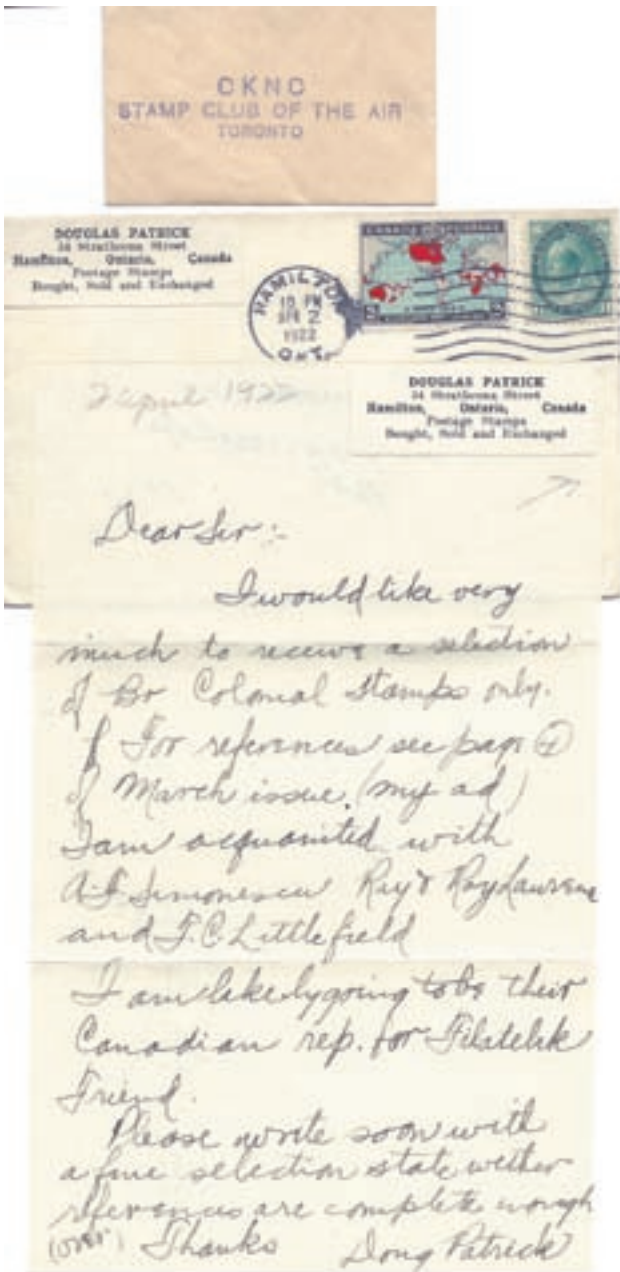 CKNC
STAMP CLUB OF THE AIR
TORONTO
DOUGLAS PATRICK
34 Strathcona Street
Hamilton, Ontario, Canada
Postage Stamps
Bought, Sold and Exchanged
HAMILTON
PM
APR 2
1922
ONT
2 April 1922
DOUGLAS PATRICK
34 Strathcona Street
Hamilton, Ontario, Canada
Postage Stamps
Bought, Sold and Exchanged
Dear Sir :-
I would like very
much to receive a selection
of Br Colonial Stamps only.
For references see page
of March issue. (my ad)
I am acquainted with
A.F. Simonescu Ray & Roy Lawrence
and F.C. Littlefield
I am likely going to be their
Canadian rep. for Filatelik
Friend.
Please write soon with
a fine selection state wether
references are complete enough
(over) Thanks Doug Patrick